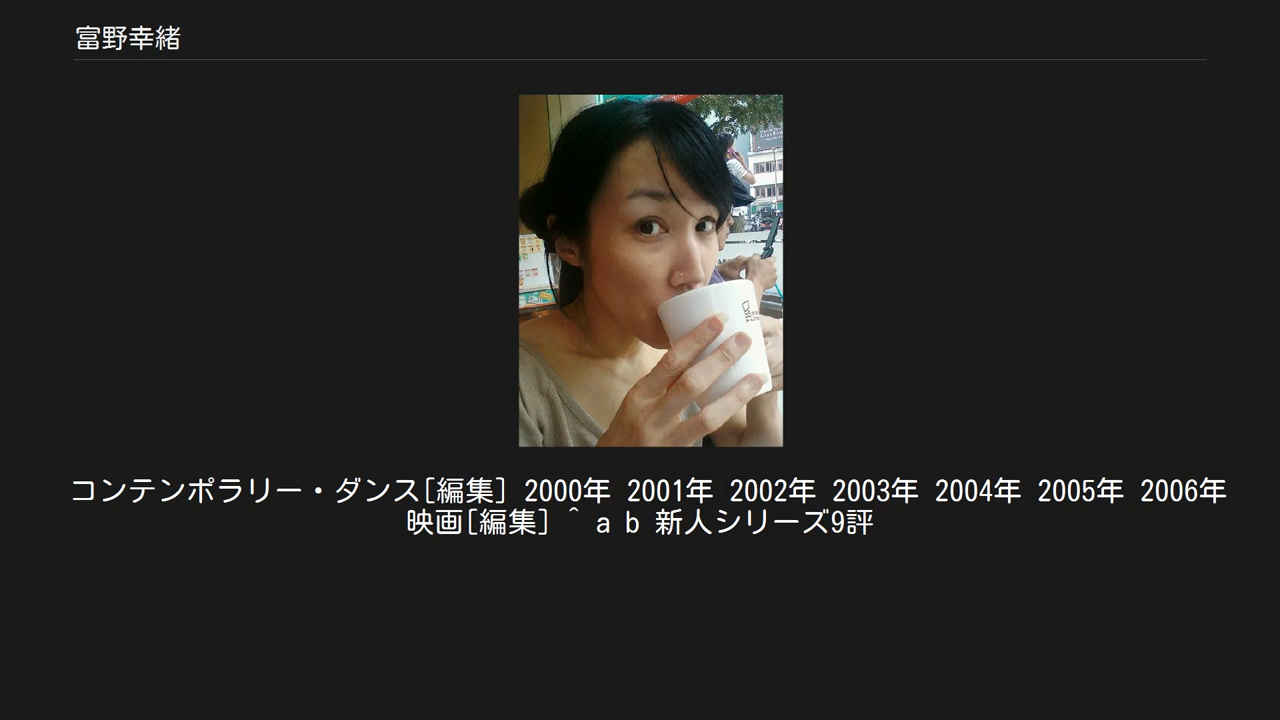 富野幸緒
コンテンポラリー・ダンス[編集] 2000年 2001年 2002年 2003年 2004年 2005年 2006年
映画[編集] ^ a b 新人シリーズ9評